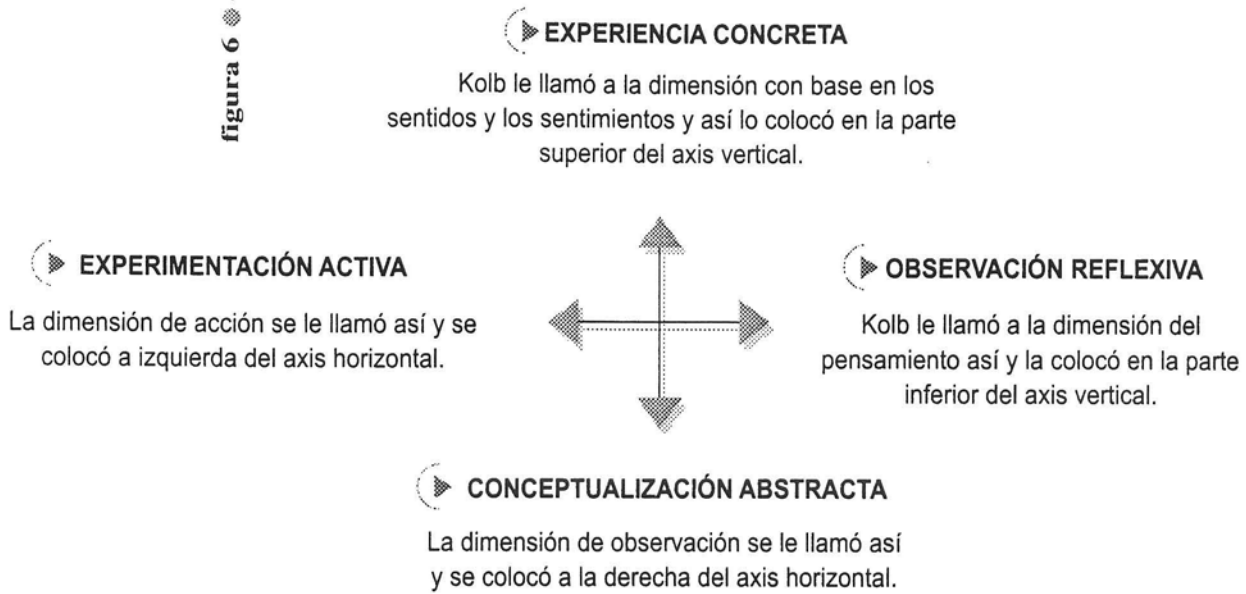 figura 6
EXPERIENCIA CONCRETA
Kolb le llamó a la dimensión con base en los
sentidos y los sentimientos y así lo colocó en la parte
superior del axis vertical.
EXPERIMENTACIÓN ACTIVA
La dimensión de acción se le llamó así y se
colocó a izquierda del axis horizontal.
OBSERVACIÓN REFLEXIVA
Kolb le llamó a la dimensión del
pensamiento así y la colocó en la parte
inferior del axis vertical.
CONCEPTUALIZACIÓN ABSTRACTA
La dimensión de observación se le llamó así
y se colocó a la derecha del axis horizontal.